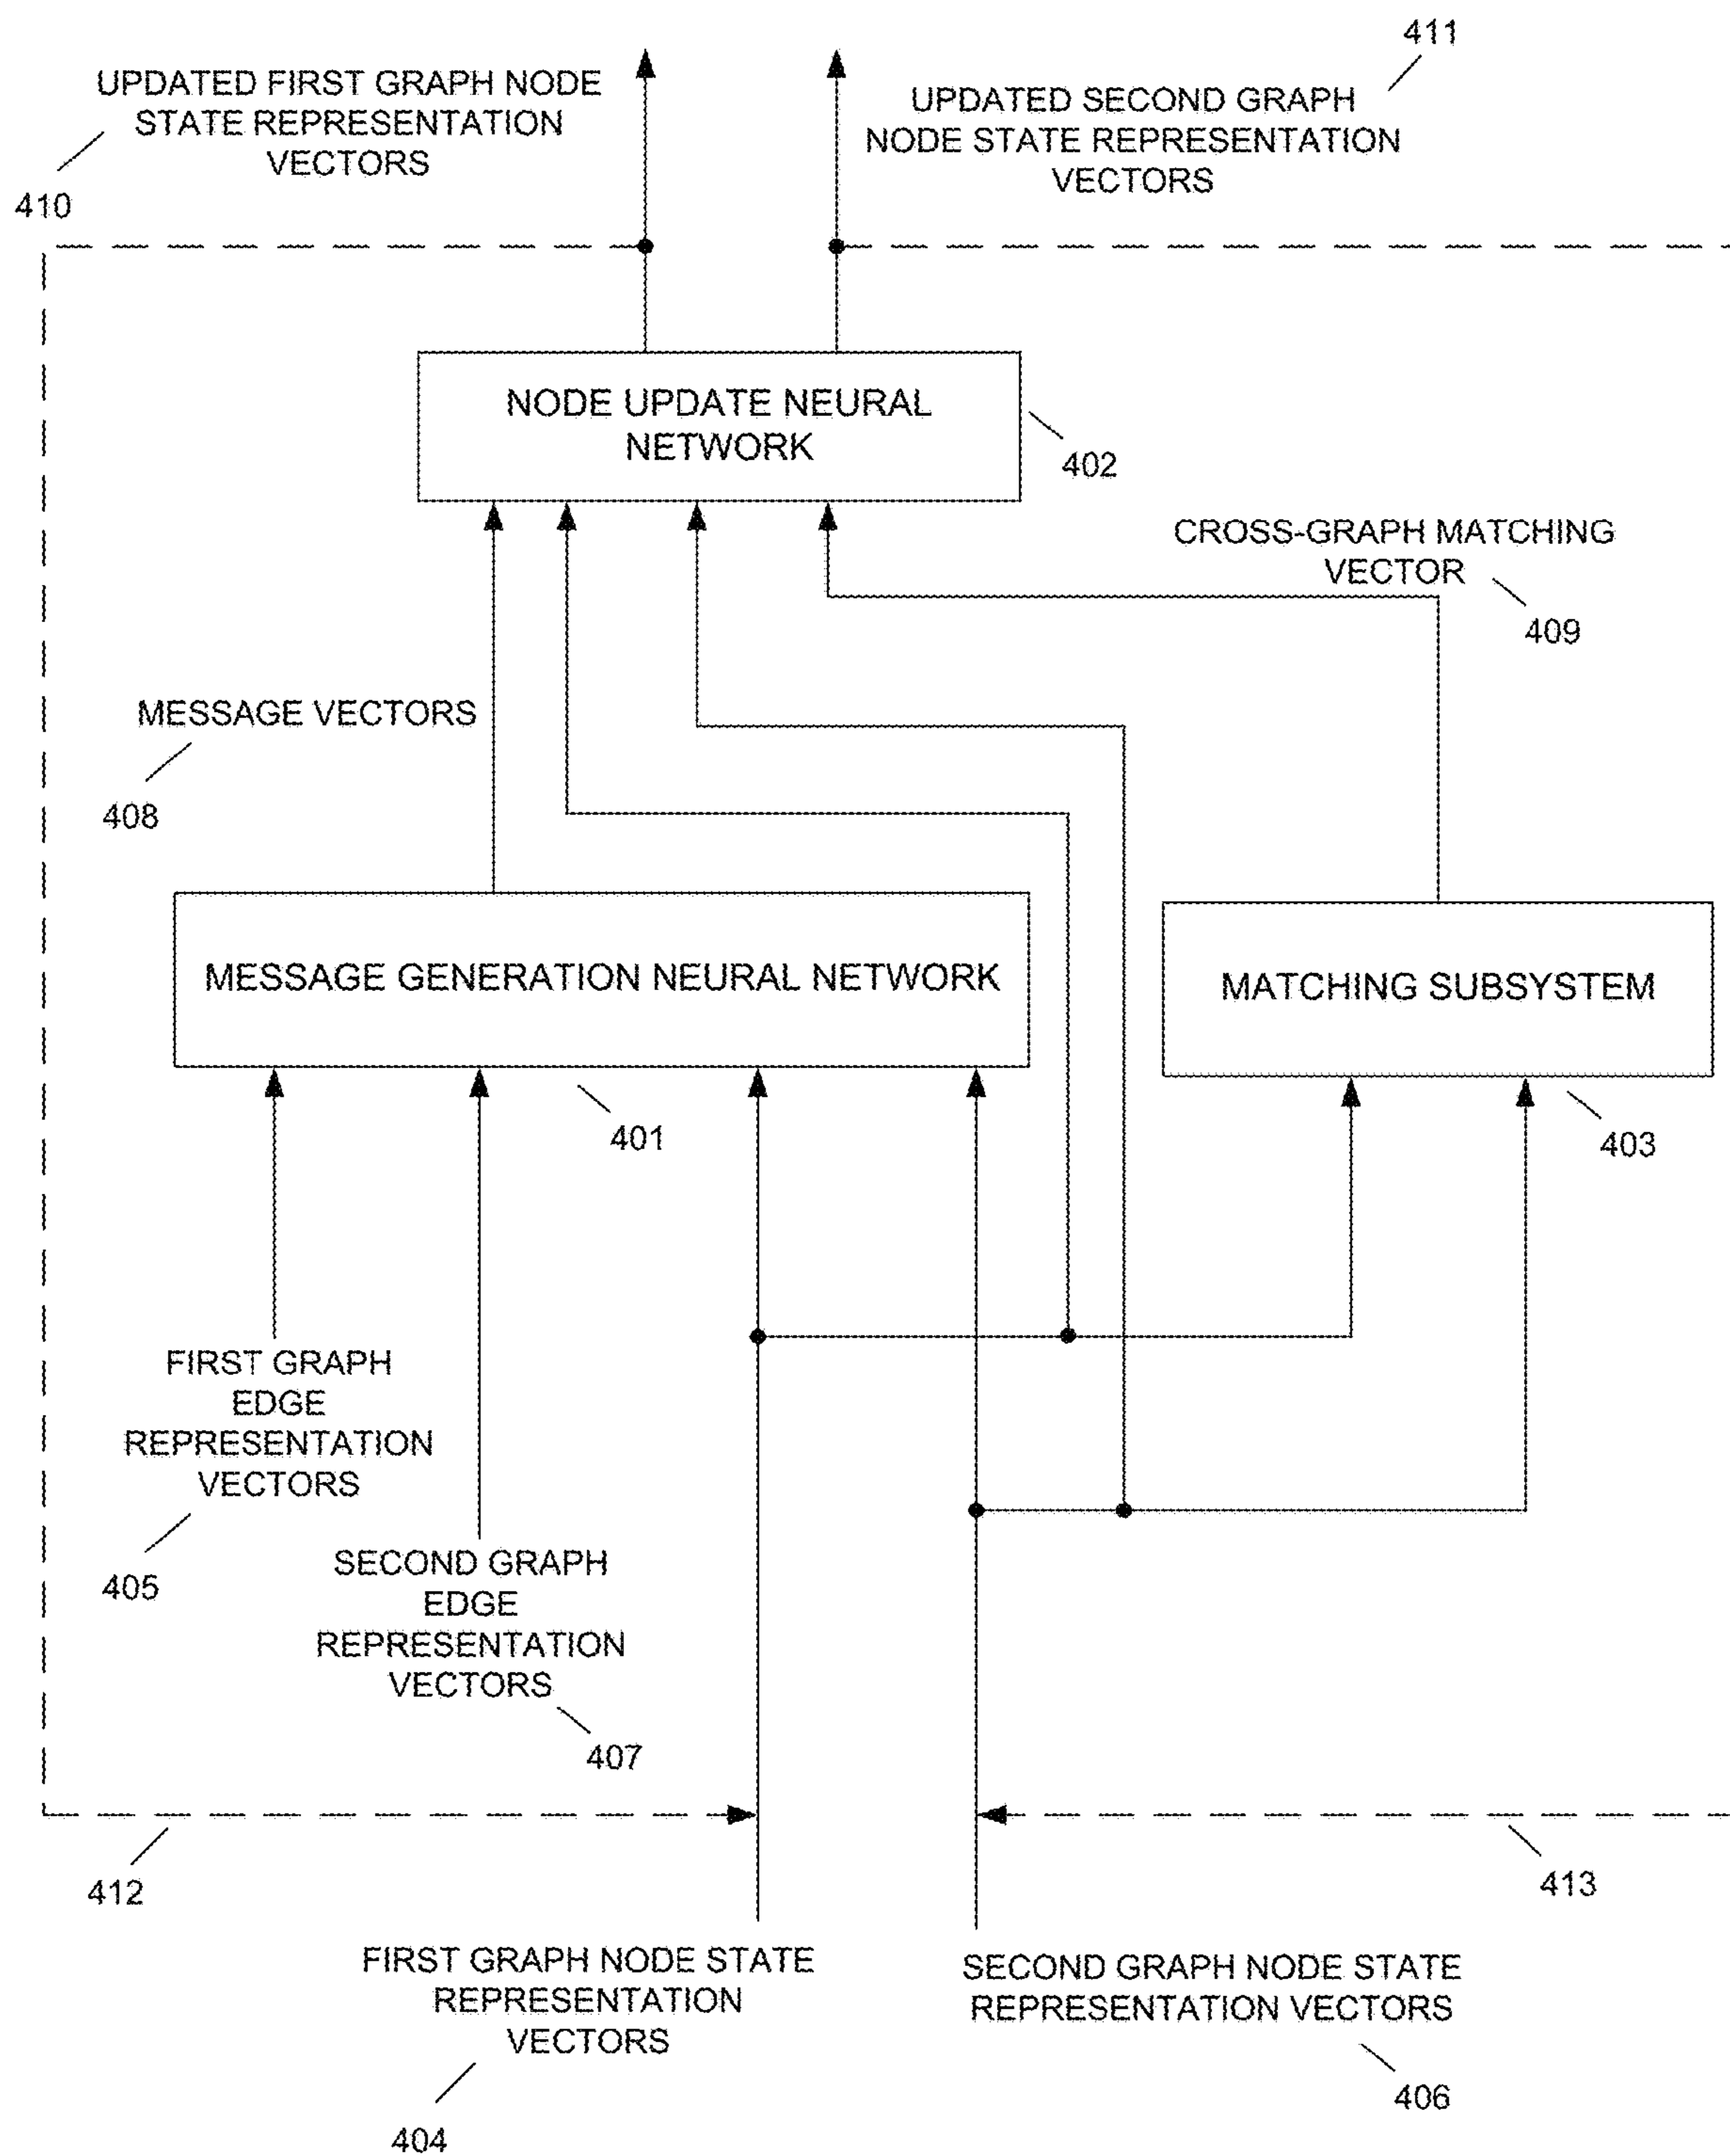 411
UPDATED FIRST GRAPH NODE
STATE REPRESENTATION
VECTORS
410
UPDATED SECOND GRAPH
NODE STATE REPRESENTATION
VECTORS
NODE UPDATE NEURAL
NETWORK
402
CROSS-GRAPH MATCHING
VECTOR
409
MESSAGE VECTORS
408
MESSAGE GENERATION NEURAL NETWORK
401
MATCHING SUBSYSTEM
403
FIRST GRAPH
EDGE
REPRESENTATION
VECTORS
405
SECOND GRAPH
EDGE
REPRESENTATION
VECTORS
407
412
413
FIRST GRAPH NODE STATE
REPRESENTATION
VECTORS
404
SECOND GRAPH NODE STATE
REPRESENTATION VECTORS
406